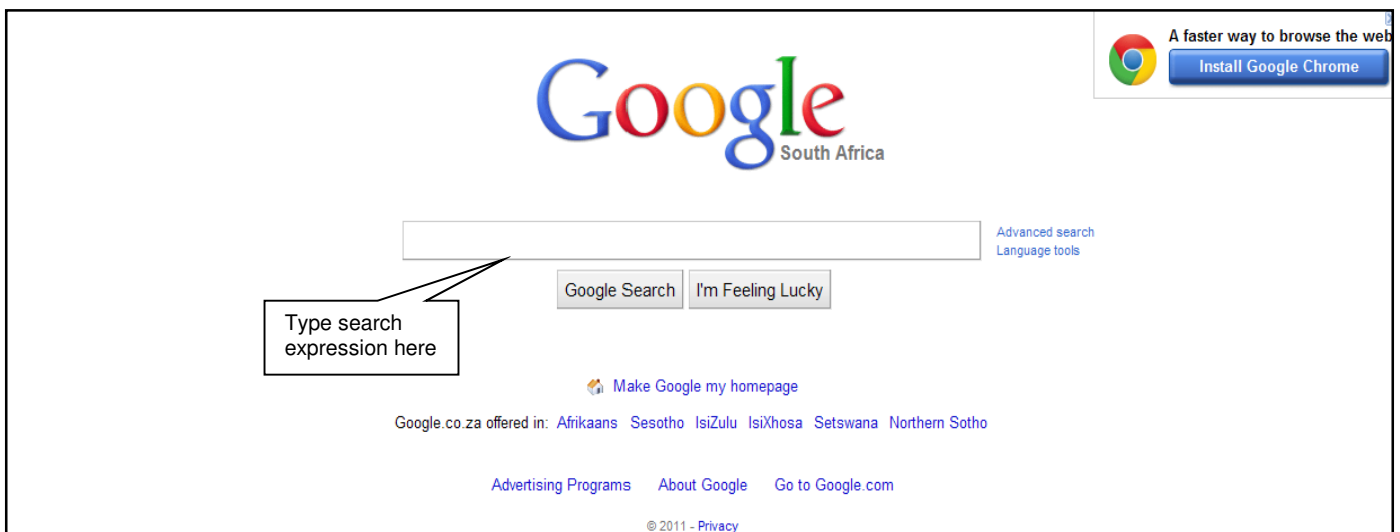 A faster way to browse the web
Install Google Chrome
Google
South Africa
Advanced search
Language tools
Google Search I'm Feeling Lucky
Type search
expression here
Make Google my homepage
Google.co.za offered in: Afrikaans Sesotho IsiZulu IsiXhosa Setswana Northern Sotho
Advertising Programs About Google Go to Google.com
© 2011 - Privacy